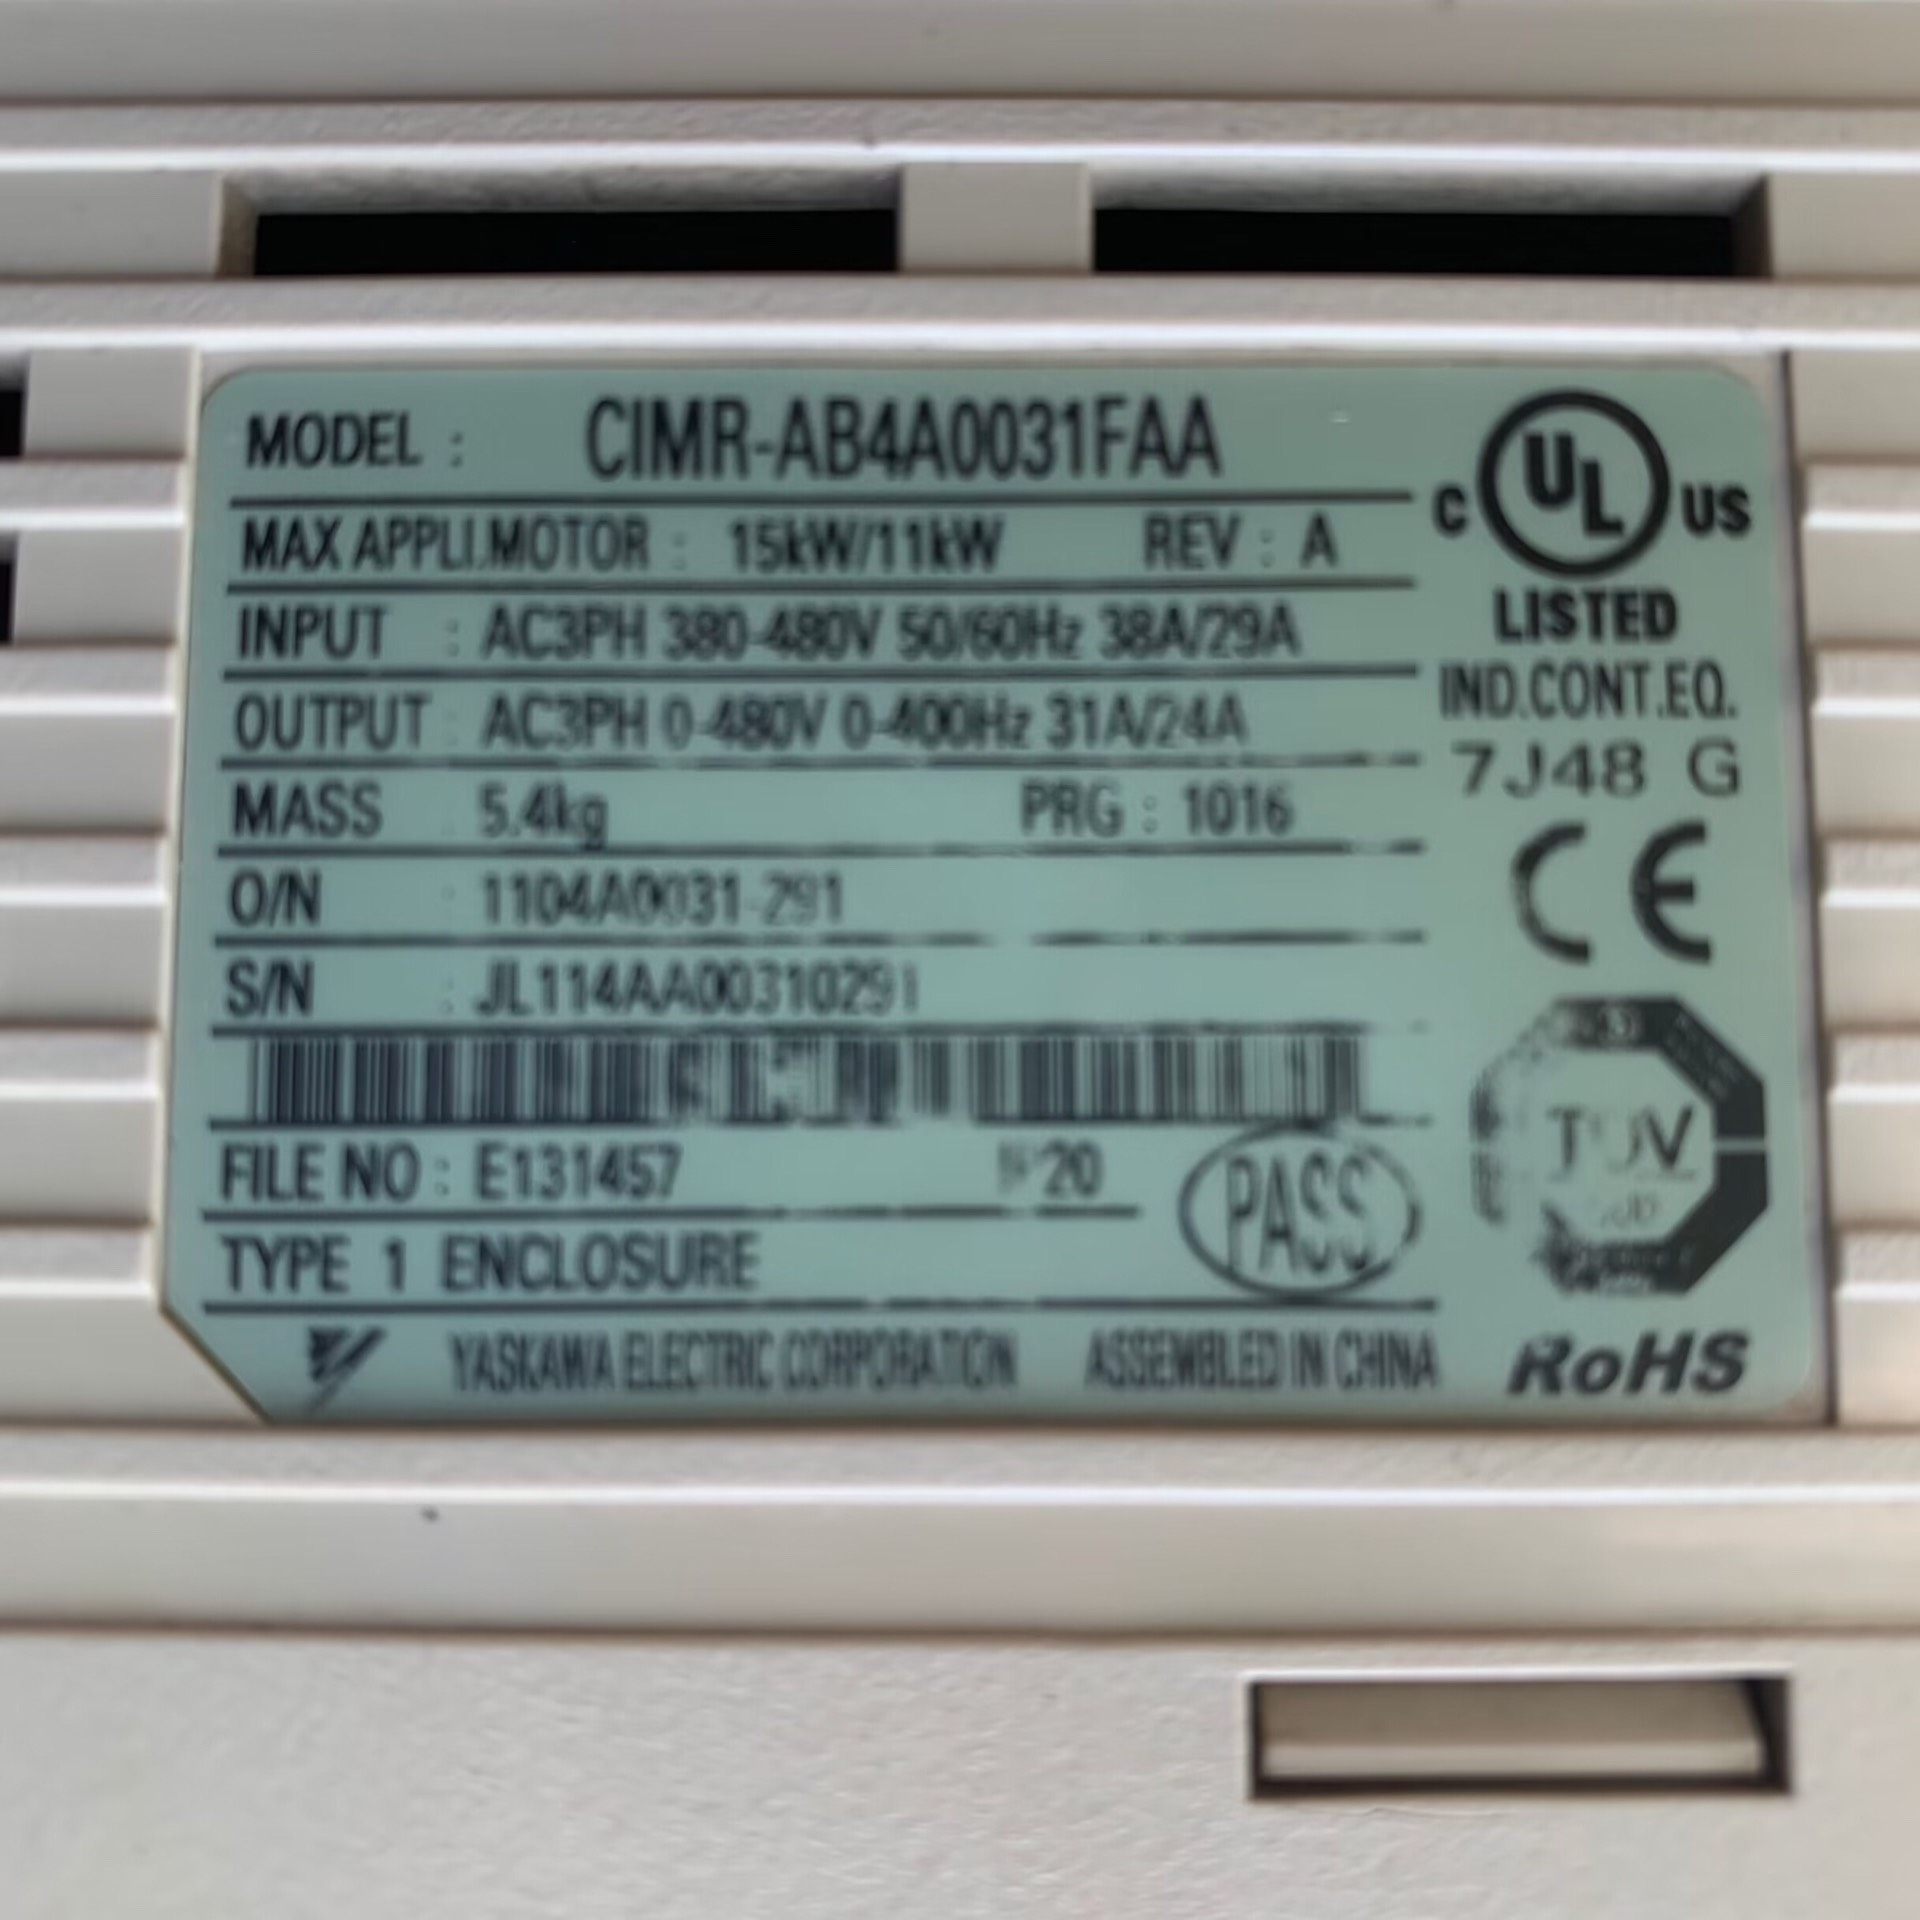 MODEL : CIMR-AB4A0031FAA
MAX APPLI.MOTOR : 15kW/11kW REV : A
INPUT : AC3PH 380-480V 50/60Hz 38A/29A
OUTPUT : AC3PH 0-480V 0-400Hz 31A/24A
MASS : 5.4kg PRG : 1016
O/N : 1104A0031-291
S/N : JL114AA00310291
FILE NO : E131457
PASS
TYPE 1 ENCLOSURE
YASKAWA ELECTRIC CORPORATION ASSEMBLED IN CHINA
C UL US
LISTED
IND.CONT.EQ.
7J48 G
CE
TÜV
RoHS